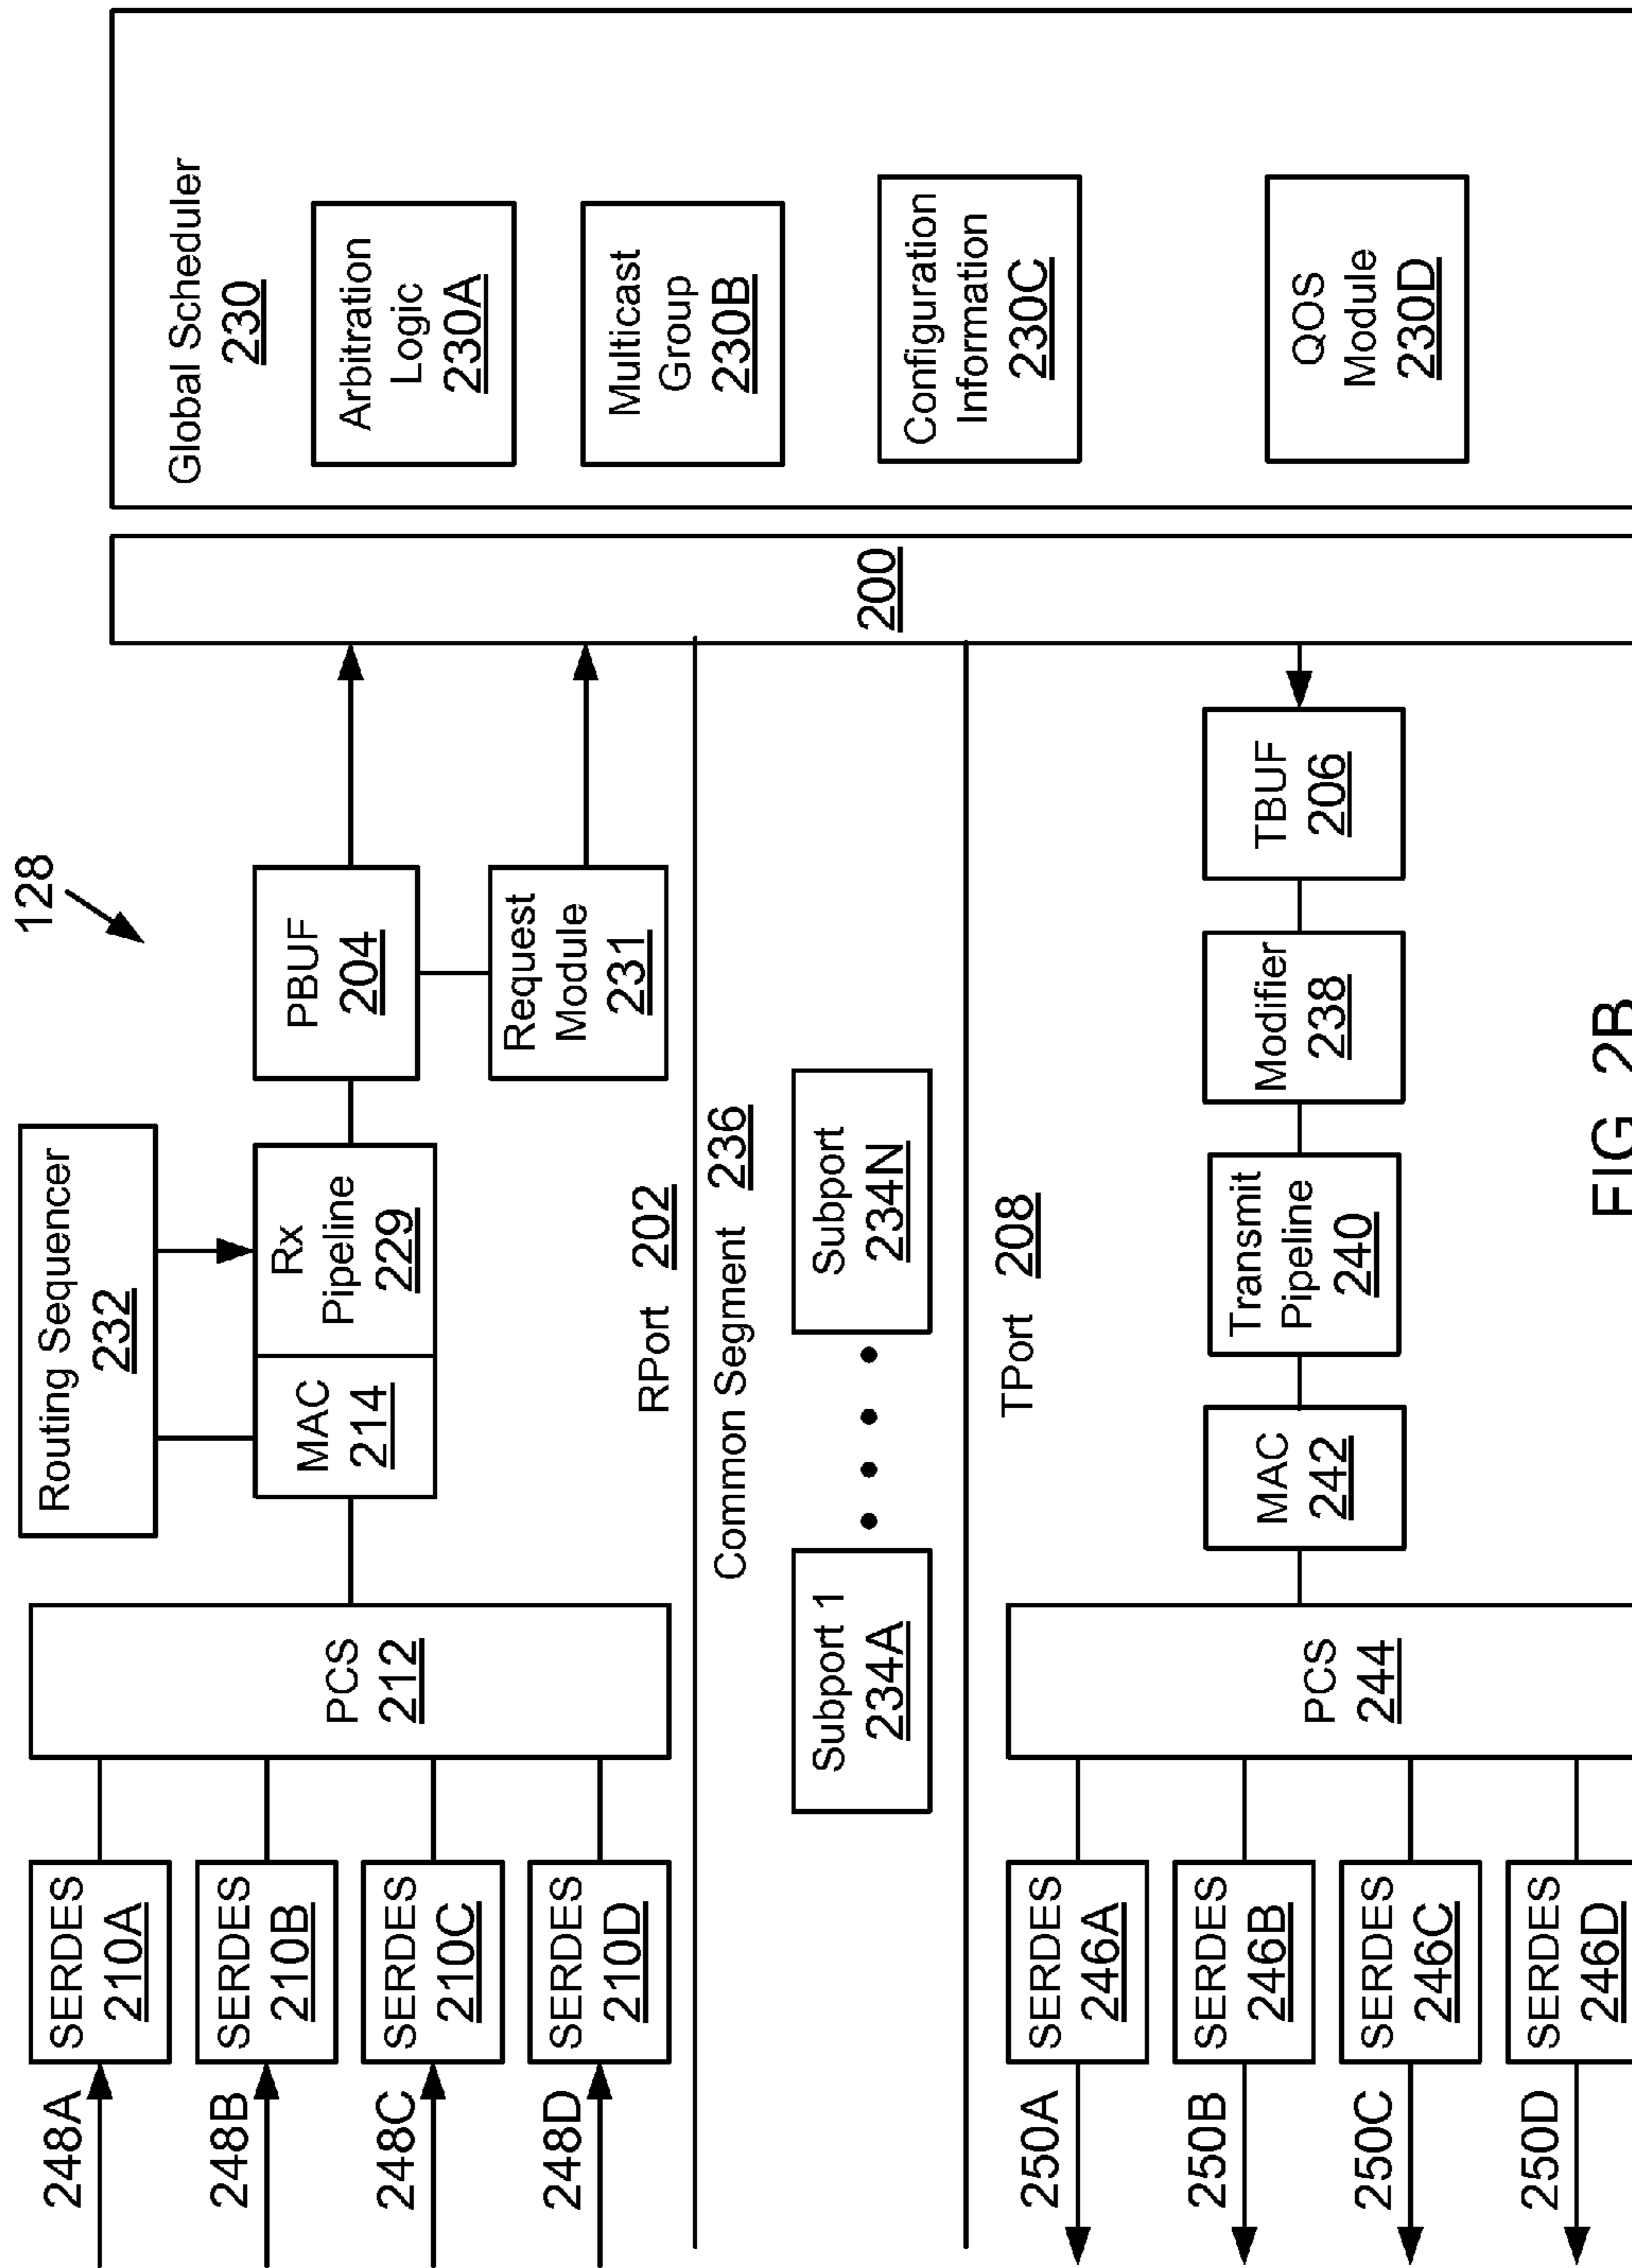 128
Routing Sequencer
232
248A
SERDES
210A
248B
SERDES
210B
248C
SERDES
210C
248D
SERDES
210D
PCS
212
MAC
214
Rx
Pipeline
229
PBUF
204
Request
Module
231
RPort 202
Common Segment 236
Support 1
234A
Support
234N
TPort 208
250A
SERDES
246A
250B
SERDES
246B
250C
SERDES
246C
250D
SERDES
246D
PCS
244
MAC
242
Transmit
Pipeline
240
Modifier
238
TBUF
206
200
Global Scheduler
230
Arbitration
Logic
230A
Multicast
Group
230B
Configuration
Information
230C
QOS
Module
230D
FIG. 2B